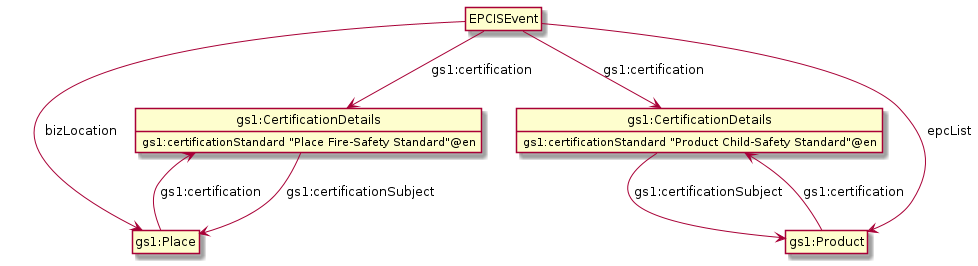 EPCISEvent
gs1:certification
gs1:certification
gs1:CertificationDetails
gs1:certificationStandard "Place Fire-Safety Standard"@en
gs1:CertificationDetails
gs1:certificationStandard "Product Child-Safety Standard"@en
bizLocation
epcList
gs1:certification
gs1:certificationSubject
gs1:certificationSubject
gs1:certification
gs1:Place
gs1:Product